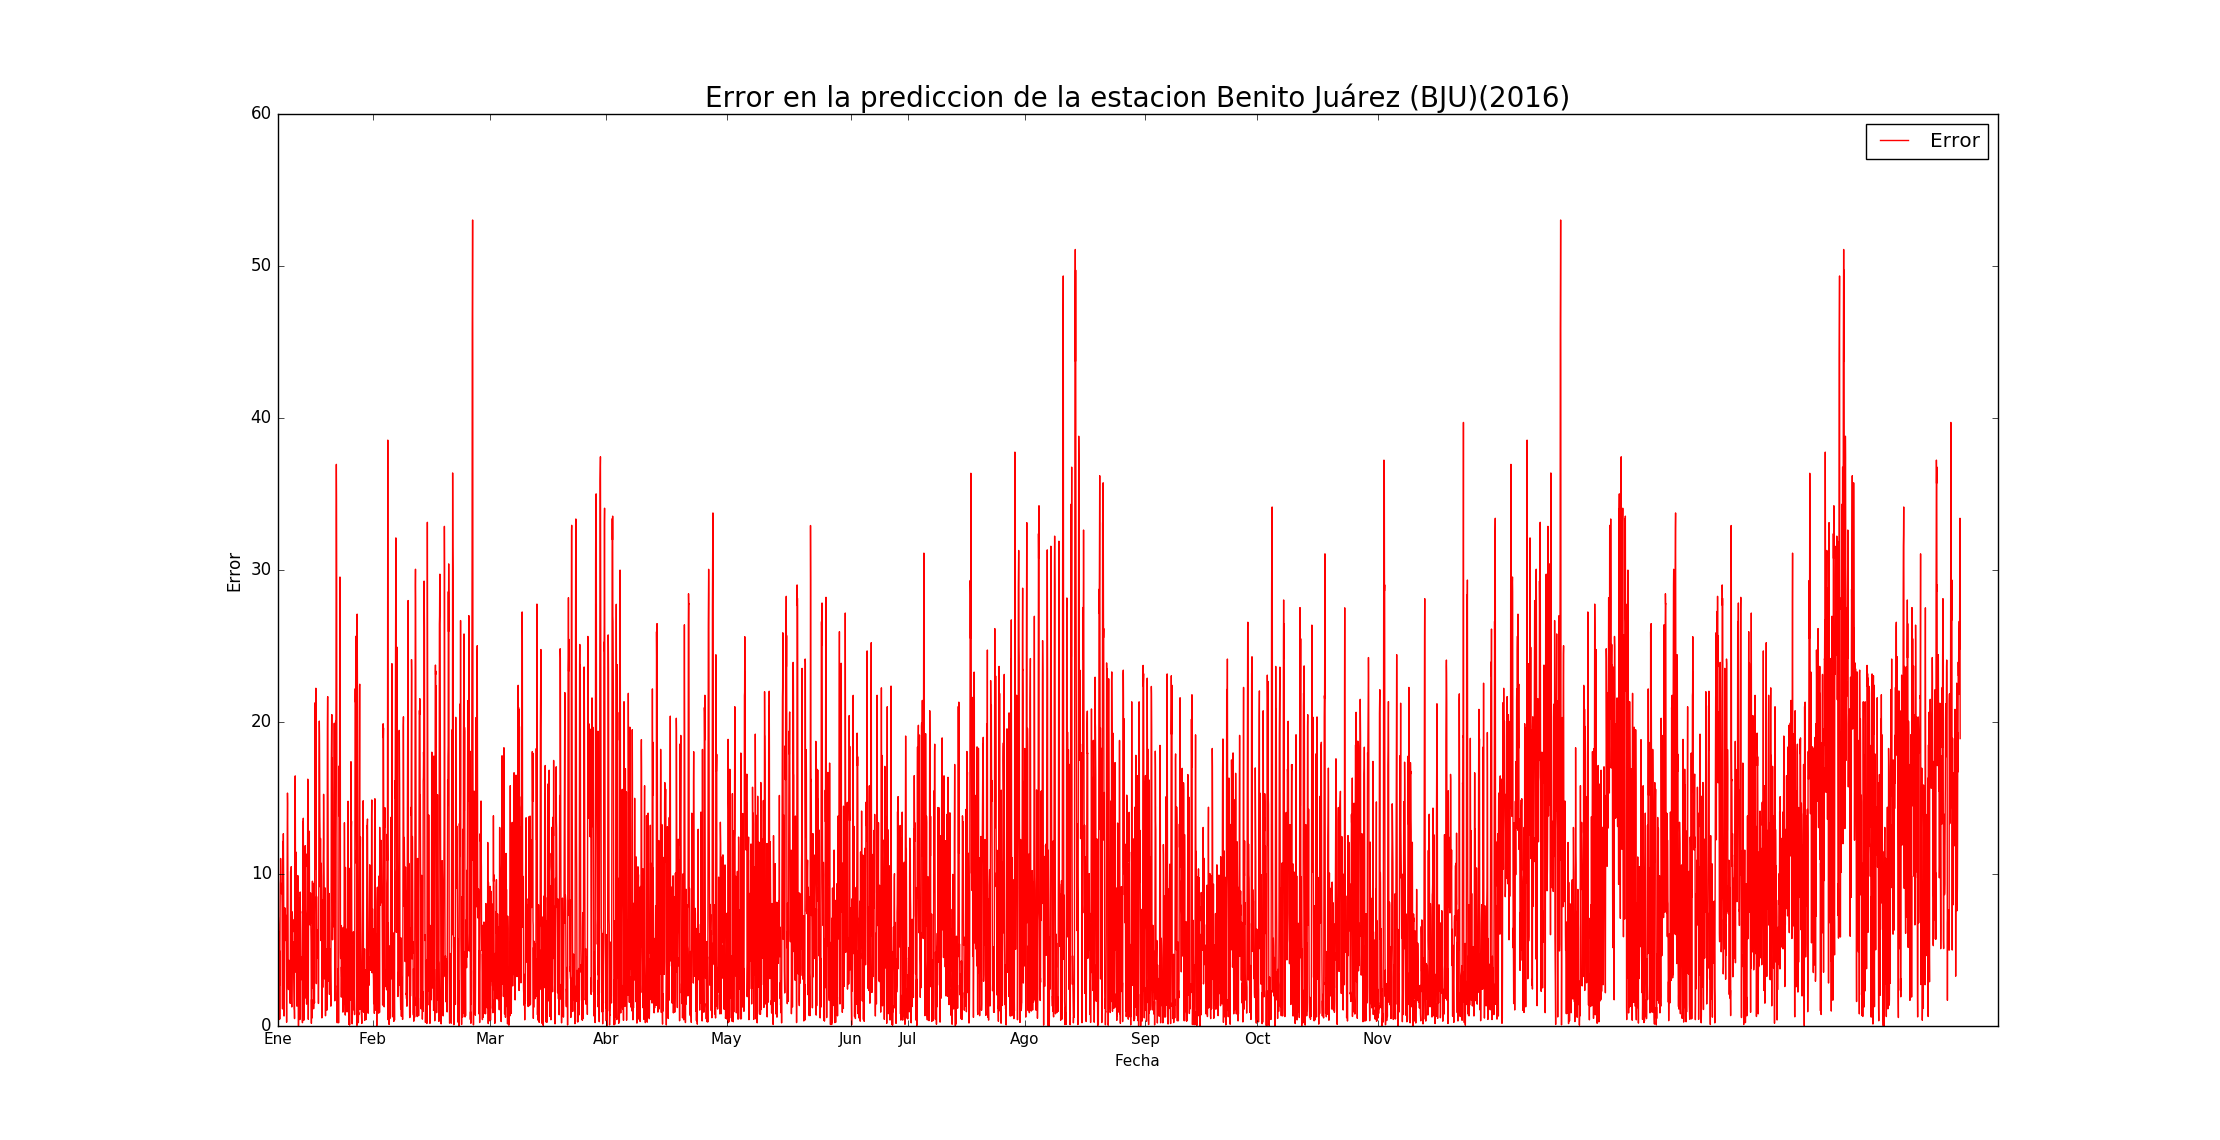 Error en la prediccion de la estacion Benito Juárez (BJU)(2016)
60
Error
50
40
30
Error
20
10
0
Ene Feb Mar Abr May Jun Jul Ago Sep Oct Nov
Fecha